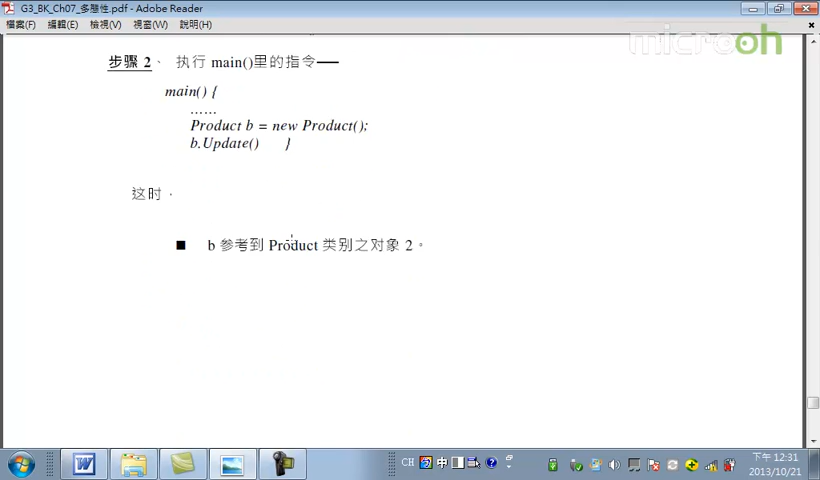 G3_BK_Ch07_多態性.pdf - Adobe Reader
檔案(F) 編輯(E) 檢視(V) 視窗(W) 說明(H)
microoh
步骤 2、 执行 main()里的指令──
main() {
……
Product b = new Product();
b.Update() }
这时，
■ b 参考到 Product 类别之对象 2。
CH 中
下午 12:31
2013/10/21